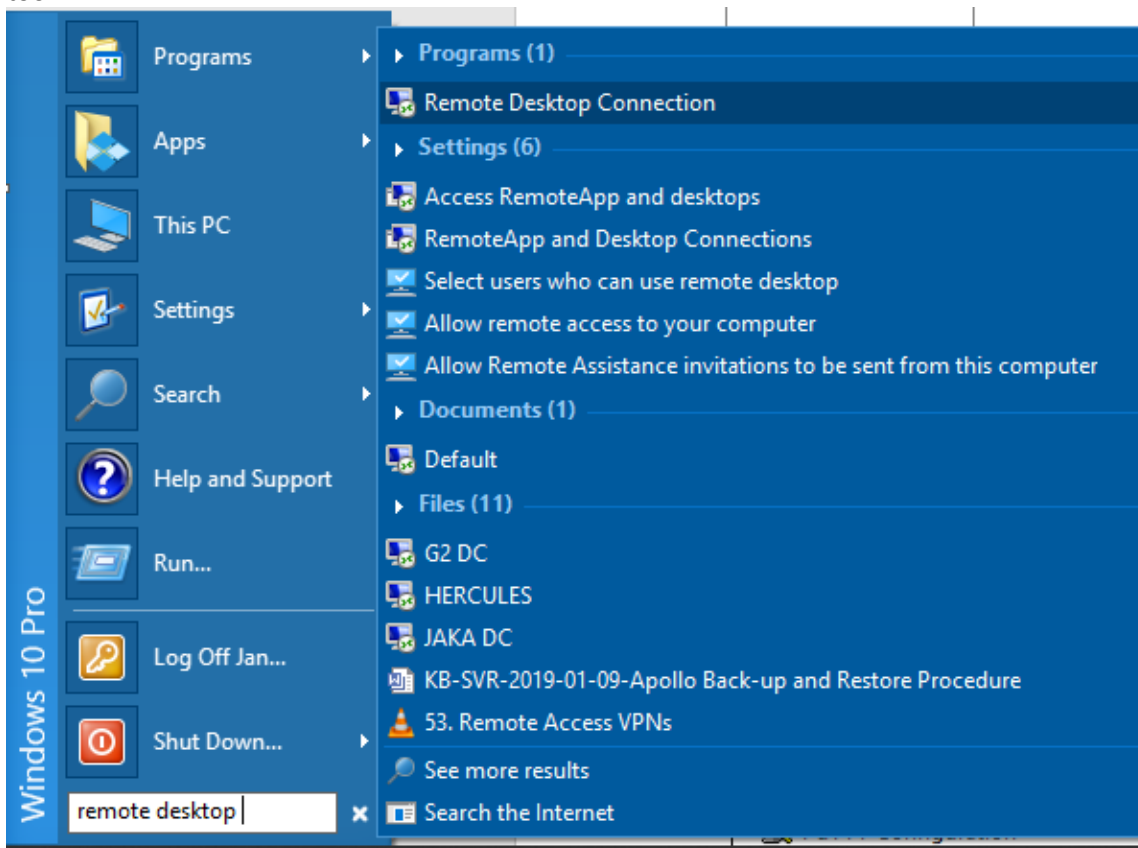 Programs
Apps
This PC
Settings
Search
Help and Support
Run...
Log Off Jan...
Shut Down...
remote desktop
Windows 10 Pro
Programs (1)
Remote Desktop Connection
Settings (6)
Access RemoteApp and desktops
RemoteApp and Desktop Connections
Select users who can use remote desktop
Allow remote access to your computer
Allow Remote Assistance invitations to be sent from this computer
Documents (1)
Default
Files (11)
G2 DC
HERCULES
JAKA DC
KB-SVR-2019-01-09-Apollo Back-up and Restore Procedure
53. Remote Access VPNs
See more results
Search the Internet